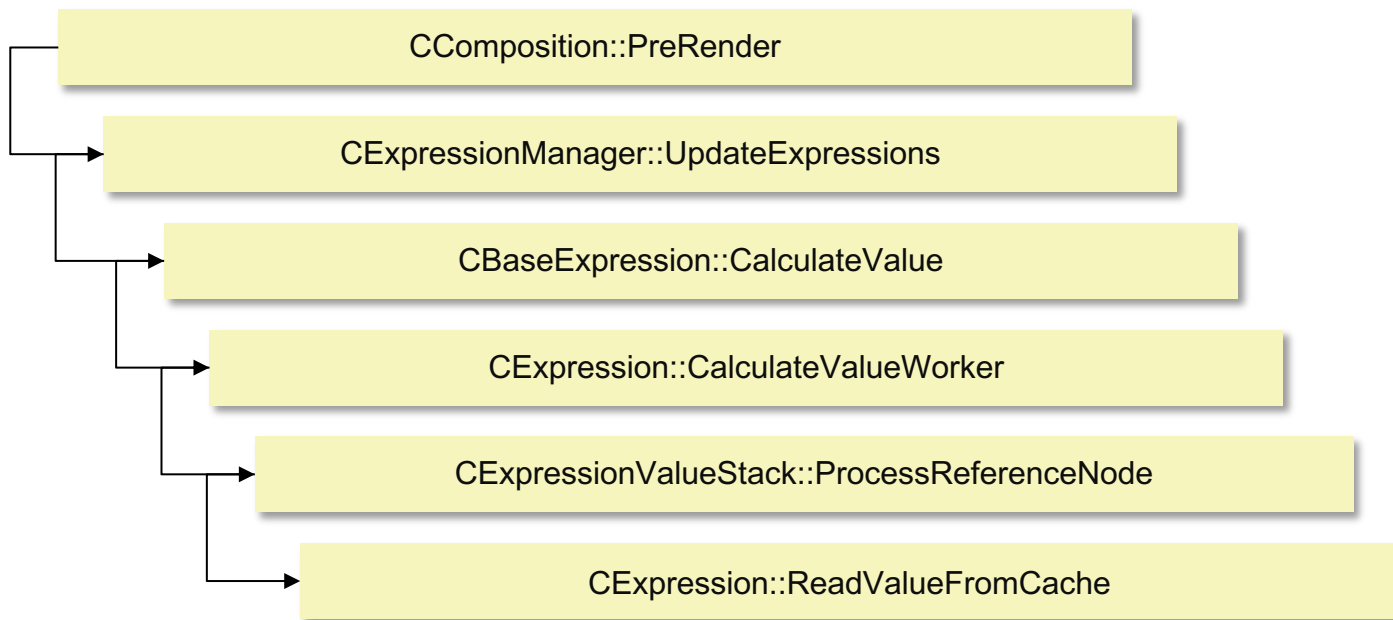 CComposition::PreRender
CExpressionManager::UpdateExpressions
CBaseExpression::CalculateValue
CExpression::CalculateValueWorker
CExpressionValueStack::ProcessReferenceNode
CExpression::ReadValueFromCache